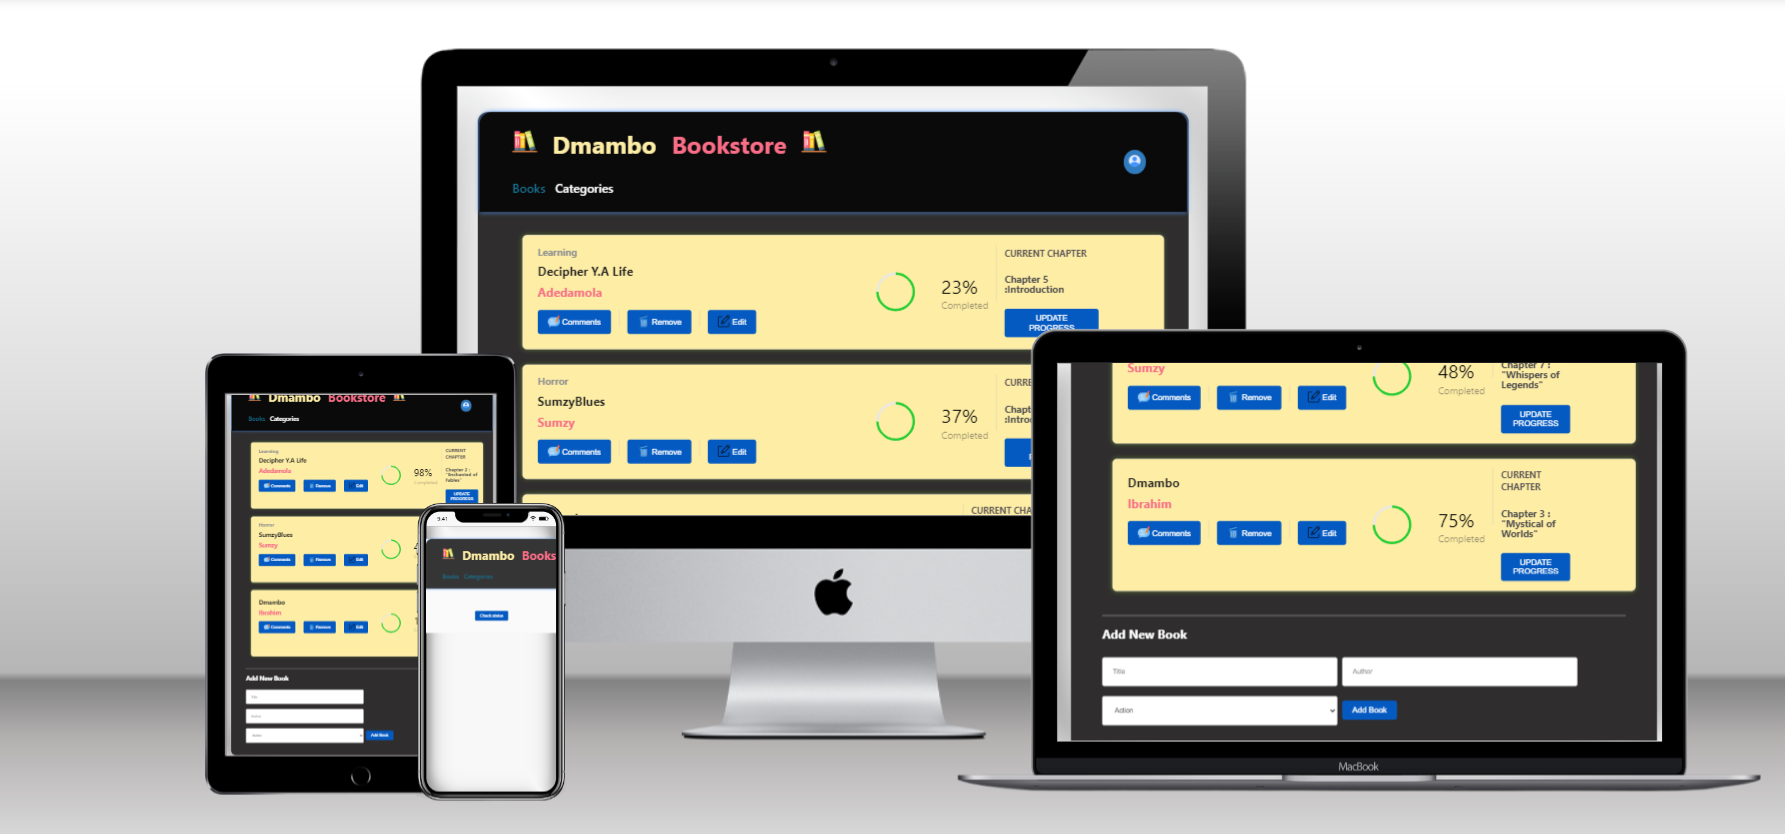 Dmambo Bookstore
Books Categories
Learning
Decipher Y.A Life
Adedamola
Comments
Remove
Edit
23%
Completed
CURRENT CHAPTER
Chapter 5
:Introduction
UPDATE
PROGRESS
Horror
SumzyBlues
Sumzy
Comments
Remove
Edit
37%
Completed
CURRENT CHA
Dmambo Bookstore
Books Categories
Learning
Decipher Y.A Life
Adedamola
Comments
Remove
Edit
98%
Completed
CURRENT
CHAPTER
Chapter 2 :
"Enchanted of
Fables"
UPDATE
PROGRESS
Horror
SumzyBlues
Sumzy
Comments
Remove
Edit
Dmambo
Ibrahim
Comments
Remove
Edit
Add New Book
Title
Author
Action
Add Book
9:41
Dmambo Books
Books Categories
Check status
Sumzy
Comments
Remove
Edit
48%
Completed
Chapter 7 :
"Whispers of
Legends"
UPDATE
PROGRESS
Dmambo
Ibrahim
Comments
Remove
Edit
75%
Completed
CURRENT
CHAPTER
Chapter 3 :
"Mystical of
Worlds"
UPDATE
PROGRESS
Add New Book
Title
Author
Action
Add Book
MacBook